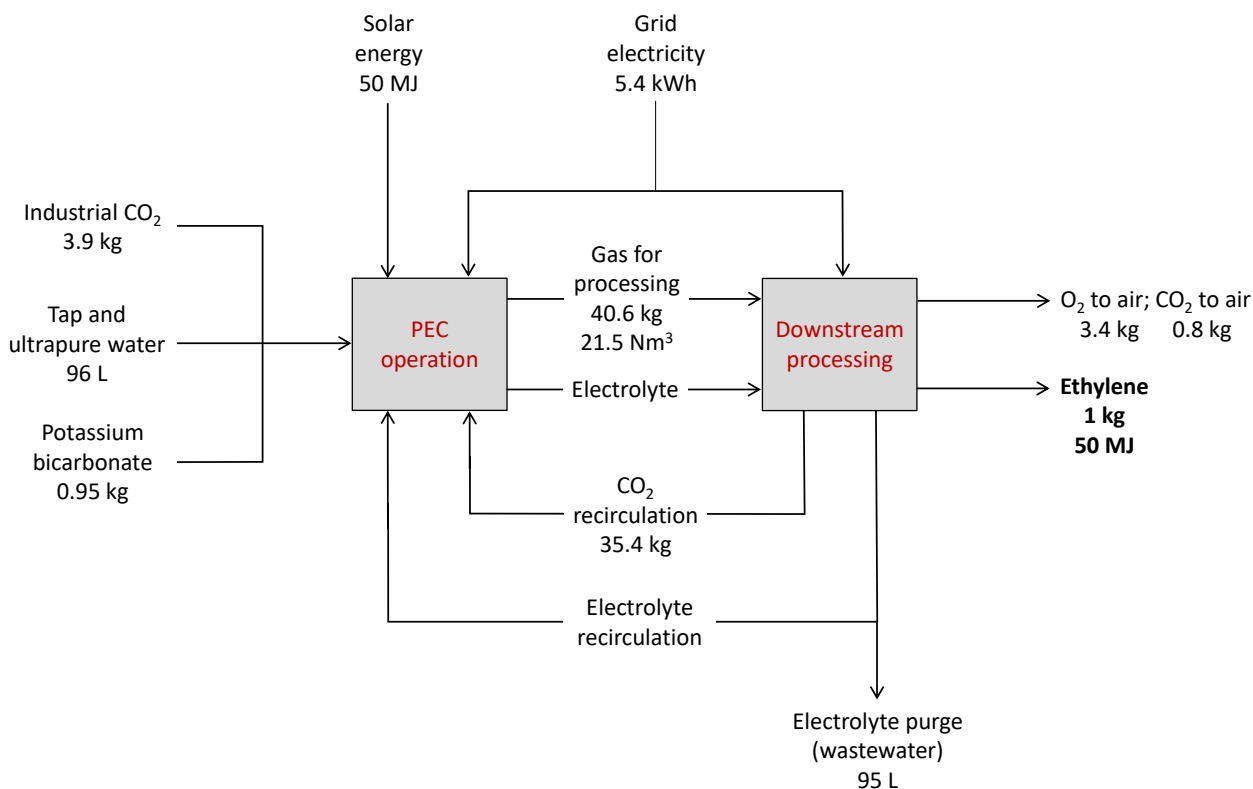 Solar
energy
50 MJ
Grid
electricity
5.4 kWh
Industrial CO₂
3.9 kg
Tap and
ultrapure water
96 L
Potassium
bicarbonate
0.95 kg
PEC
operation
Gas for
processing
40.6 kg
21.5 Nm³
Electrolyte
Downstream
processing
O₂ to air; CO₂ to air
3.4 kg 0.8 kg
Ethylene
1 kg
50 MJ
CO₂
recirculation
35.4 kg
Electrolyte
recirculation
Electrolyte purge
(wastewater)
95 L